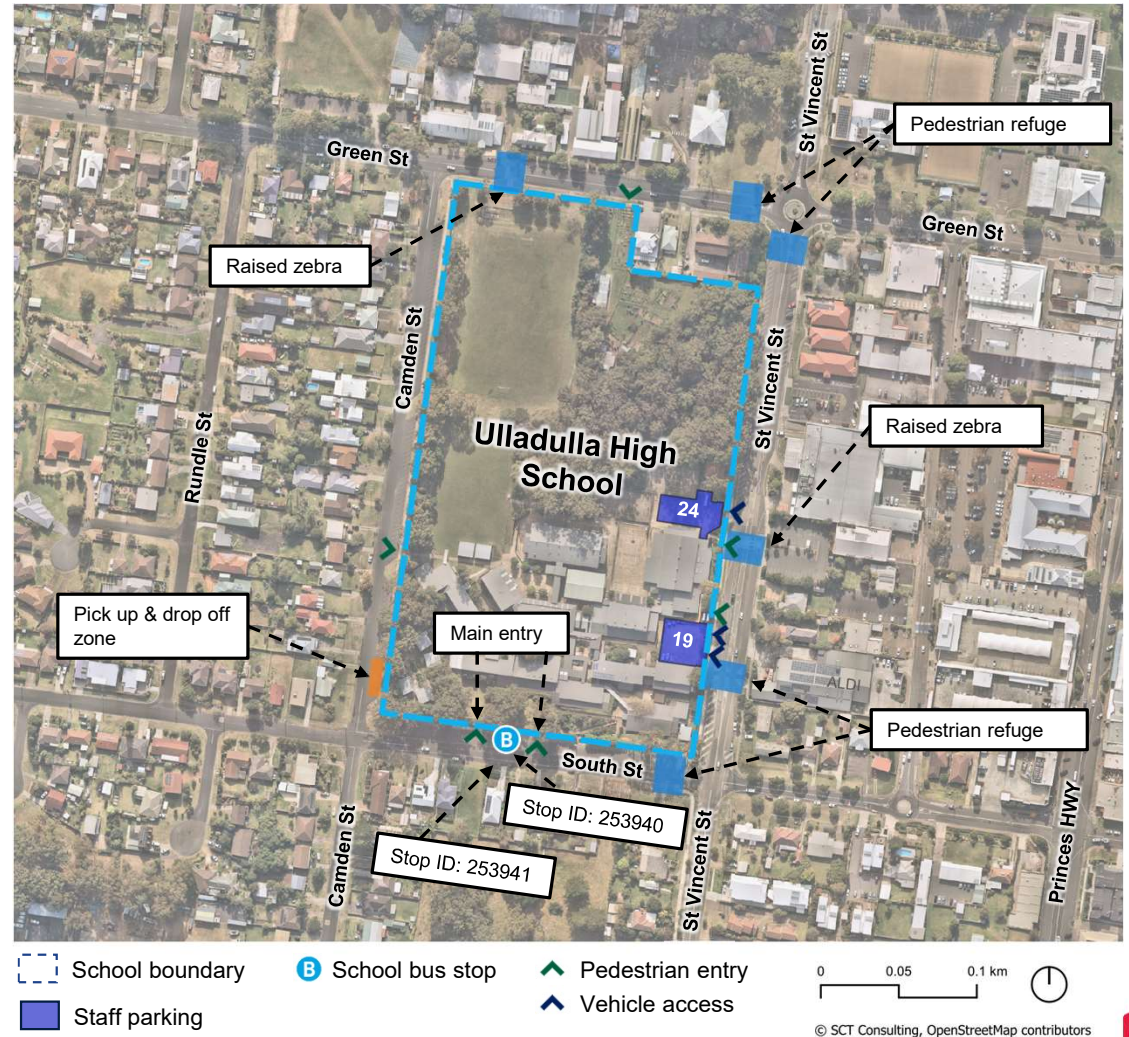 St Vincent St
Pedestrian refuge
Green St
Green St
Raised zebra
Camden St
St Vincent St
Raised zebra
Ulladulla High
School
Rundle St
24
Pick up & drop off
zone
Main entry
19
ALDI
Pedestrian refuge
B
South St
Stop ID: 253940
Stop ID: 253941
Camden St
St Vincent St
Princes HWY
School boundary
B School bus stop
Pedestrian entry
Vehicle access
Staff parking
0 0.05 0.1 km
© SCT Consulting, OpenStreetMap contributors